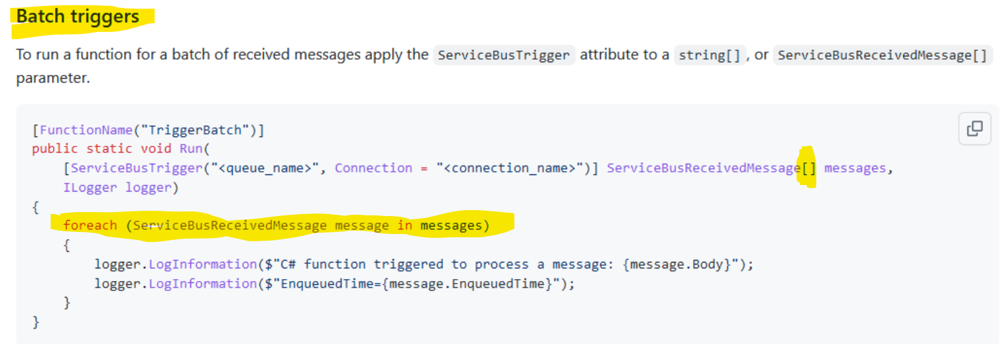 Batch triggers
To run a function for a batch of received messages apply the ServiceBusTrigger attribute to a string[], or ServiceBusReceivedMessage[]
parameter.
[FunctionName("TriggerBatch")]
public static void Run(
    [ServiceBusTrigger("<queue_name>", Connection = "<connection_name>")] ServiceBusReceivedMessage[] messages,
    ILogger logger)
{
    foreach (ServiceBusReceivedMessage message in messages)
    {
        logger.LogInformation($"C# function triggered to process a message: {message.Body}");
        logger.LogInformation($"EnqueuedTime={message.EnqueuedTime}");
    }
}